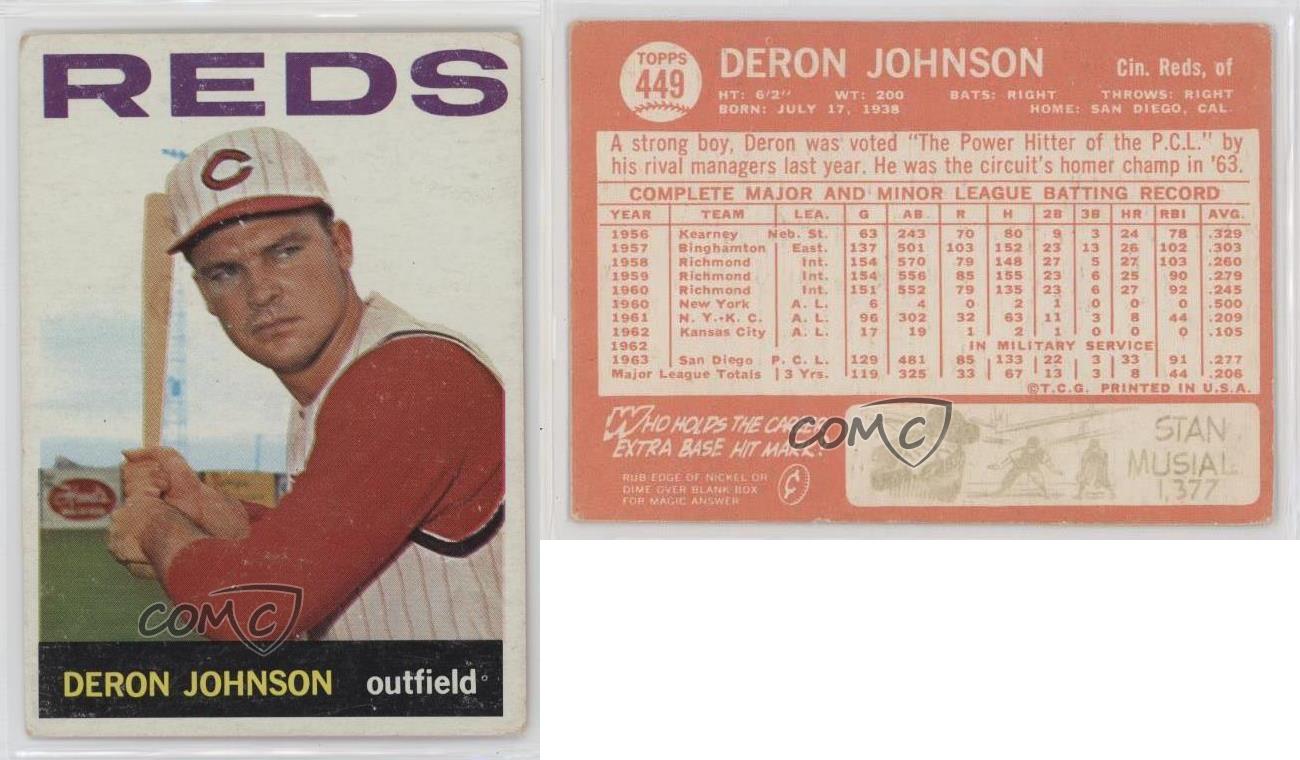 REDS
C
COMC
DERON JOHNSON outfield
TOPPS
449
DERON JOHNSON Cin. Reds, of
HT: 6'2" WT: 200 BATS: RIGHT THROWS: RIGHT
BORN: JULY 17, 1938 HOME: SAN DIEGO, CAL.
A strong boy, Deron was voted "The Power Hitter of the P.C.L." by
his rival managers last year. He was the circuit's homer champ in '63.
COMPLETE MAJOR AND MINOR LEAGUE BATTING RECORD
YEAR TEAM LEA. G AB R H 2B 3B HR RBI AVG.
1956 Kearney Neb. St. 63 243 70 80 9 3 24 78 .329
1957 Binghamton East. 137 501 103 152 23 13 26 102 .303
1958 Richmond Int. 154 570 79 148 27 5 27 103 .260
1959 Richmond Int. 154 556 85 155 23 6 25 90 .279
1960 Richmond Int. 151 552 79 135 23 6 27 92 .245
1960 New York A. L. 6 4 0 2 1 0 0 0 .500
1961 N. Y.-K. C. A. L. 96 302 32 63 11 3 8 44 .209
1962 Kansas City A. L. 17 19 1 2 1 0 0 0 .105
1962 IN MILITARY SERVICE
1963 San Diego P. C. L. 129 481 85 133 22 3 33 91 .277
Major League Totals 3 Yrs. 119 325 33 67 13 3 8 44 .206
©T.C.G. PRINTED IN U.S.A.
WHO HOLDS THE CAREER
EXTRA BASE HIT MARK?
RUB EDGE OF NICKEL OR
DIME OVER BLANK BOX
FOR MAGIC ANSWER
COMC
STAN
MUSIAL
1,377